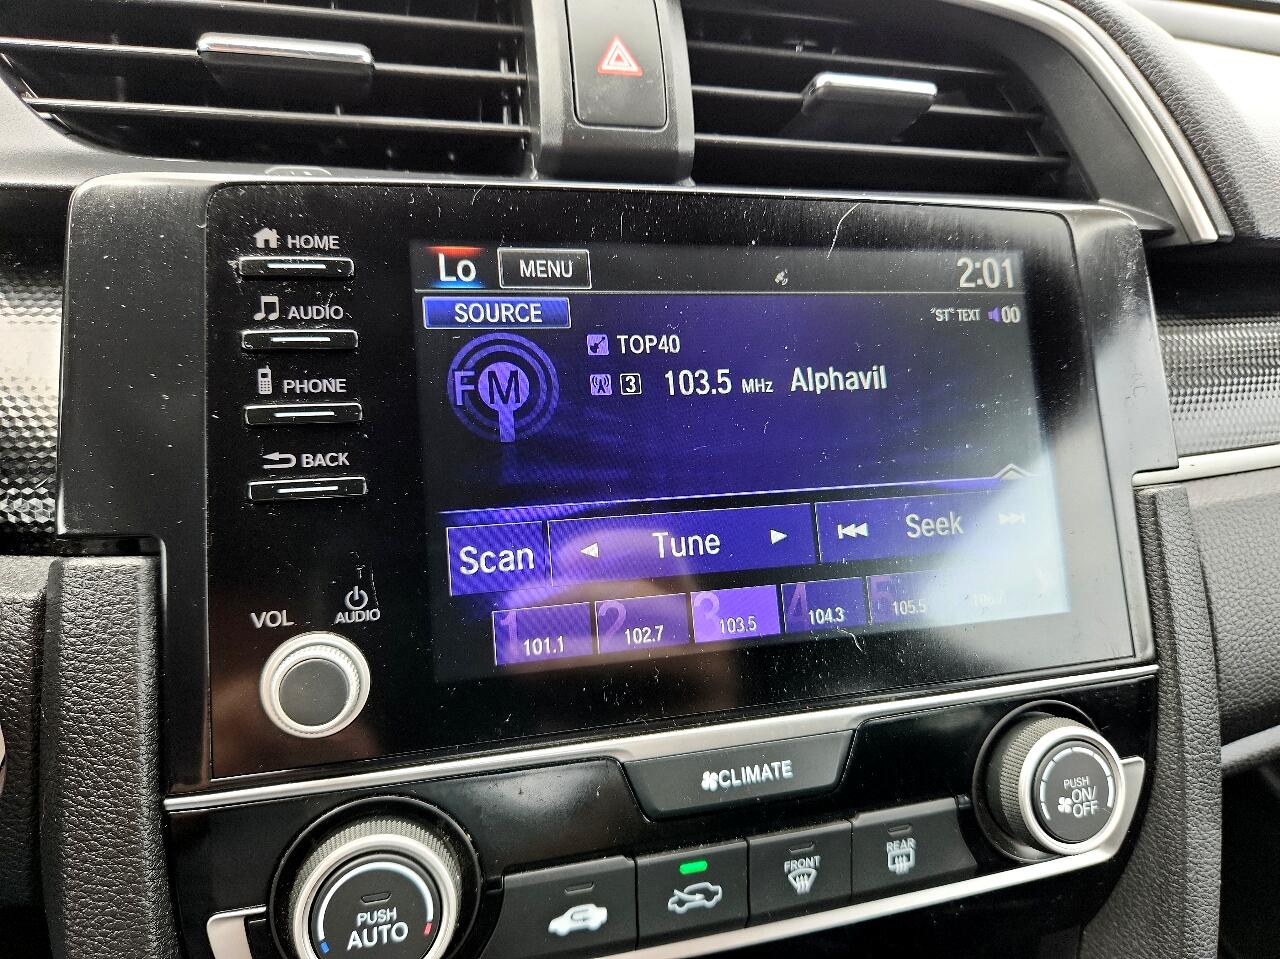 HOME
AUDIO
PHONE
BACK
VOL
AUDIO
Lo MENU 2:01
SOURCE "ST" TEXT 00
FM
TOP40
3 103.5 MHz Alphavil
Scan Tune Seek
1 101.1 2 102.7 3 103.5 4 104.3 5 105.5
CLIMATE
PUSH
AUTO
FRONT
REAR
PUSH
ON/
OFF